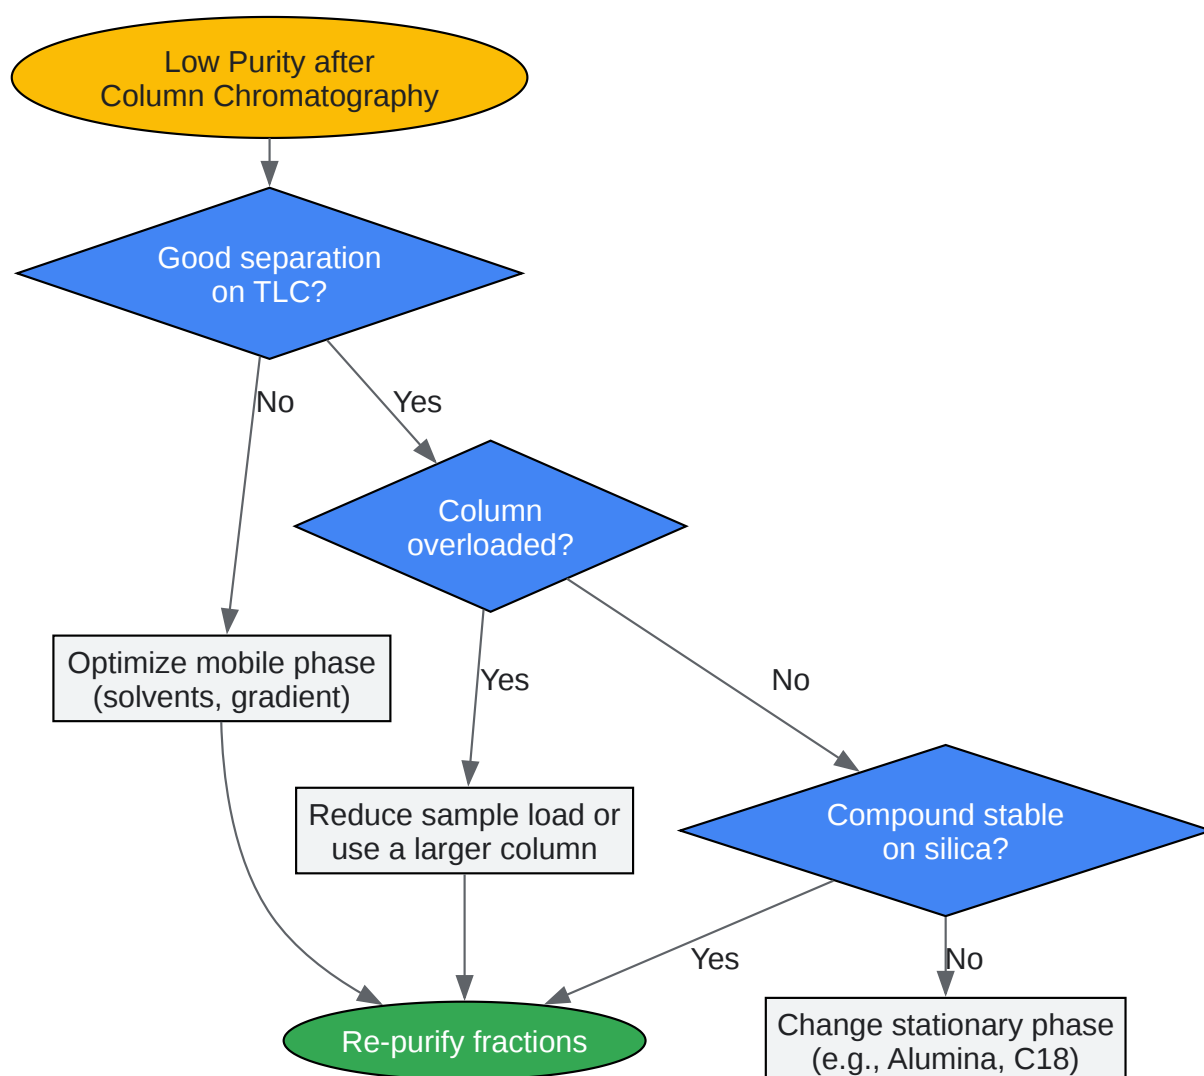 Low Purity after
Column Chromatography
Good separation
on TLC?
No
Yes
Column
overloaded?
Optimize mobile phase
(solvents, gradient)
Yes
No
Reduce sample load or
use a larger column
Compound stable
on silica?
Yes
No
Re-purify fractions
Change stationary phase
(e.g., Alumina, C18)